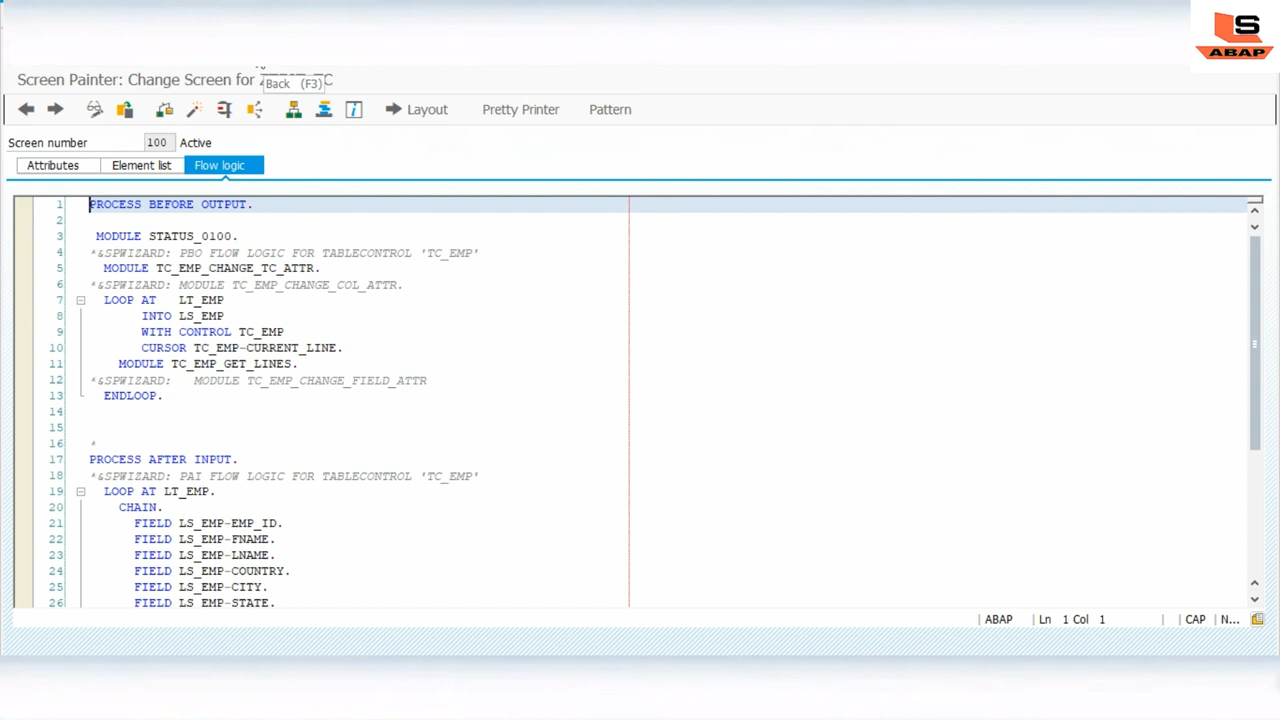 S
ABAP
Screen Painter: Change Screen for
Back (F3)
Layout Pretty Printer Pattern
Screen number 100 Active
Attributes Element list Flow logic
1 PROCESS BEFORE OUTPUT.
2
3 MODULE STATUS_0100.
4 *&SPWIZARD: PBO FLOW LOGIC FOR TABLECONTROL 'TC_EMP'
5 MODULE TC_EMP_CHANGE_TC_ATTR.
6 *&SPWIZARD: MODULE TC_EMP_CHANGE_COL_ATTR.
7 LOOP AT LT_EMP
8 INTO LS_EMP
9 WITH CONTROL TC_EMP
10 CURSOR TC_EMP-CURRENT_LINE.
11 MODULE TC_EMP_GET_LINES.
12 *&SPWIZARD: MODULE TC_EMP_CHANGE_FIELD_ATTR
13 ENDLOOP.
14
15
16 *
17 PROCESS AFTER INPUT.
18 *&SPWIZARD: PAI FLOW LOGIC FOR TABLECONTROL 'TC_EMP'
19 LOOP AT LT_EMP.
20 CHAIN.
21 FIELD LS_EMP-EMP_ID.
22 FIELD LS_EMP-FNAME.
23 FIELD LS_EMP-LNAME.
24 FIELD LS_EMP-COUNTRY.
25 FIELD LS_EMP-CITY.
26 FIELD LS_EMP-STATE.
ABAP Ln 1 Col 1 CAP N...